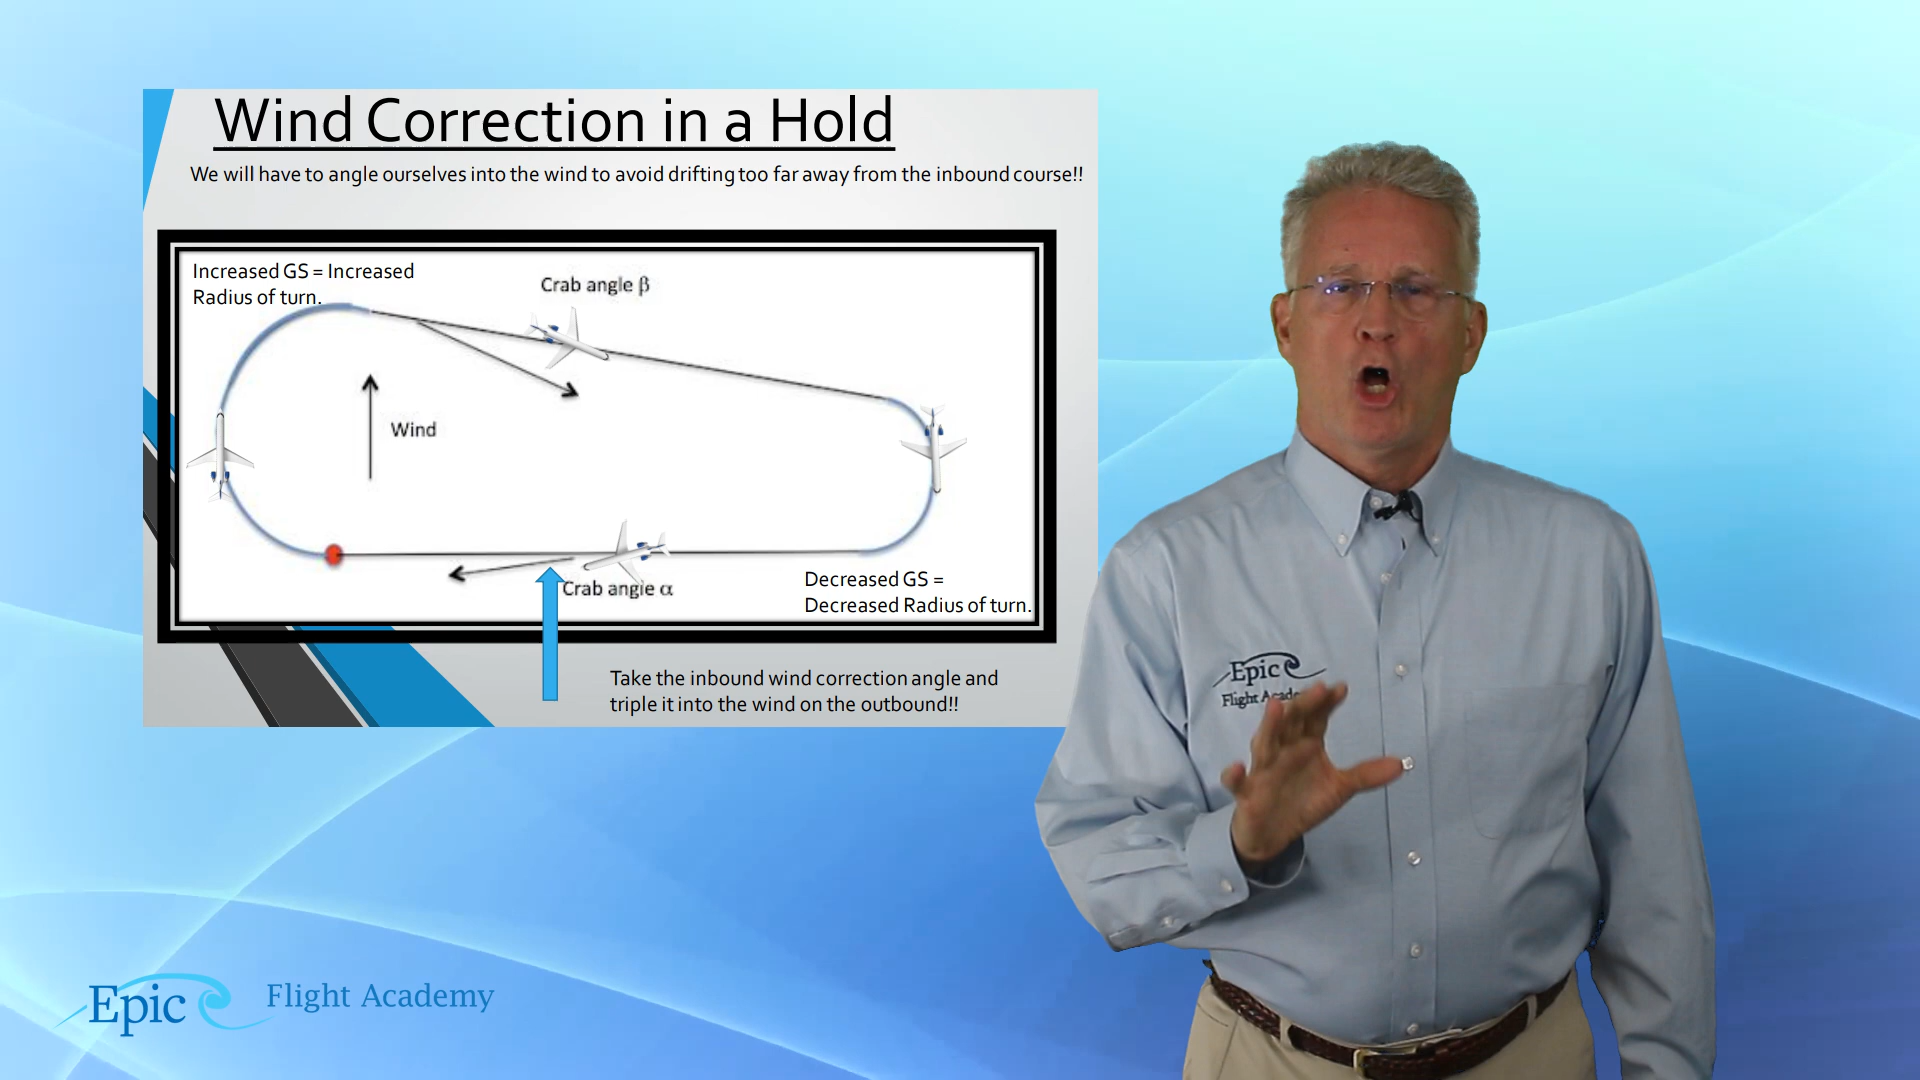 Wind Correction in a Hold
We will have to angle ourselves into the wind to avoid drifting too far away from the inbound course!!
Increased GS = Increased
Radius of turn.
Crab angle β
Wind
Crab angle α
Decreased GS =
Decreased Radius of turn.
Take the inbound wind correction angle and
triple it into the wind on the outbound!!
Epic
Flight
Epic Flight Academy